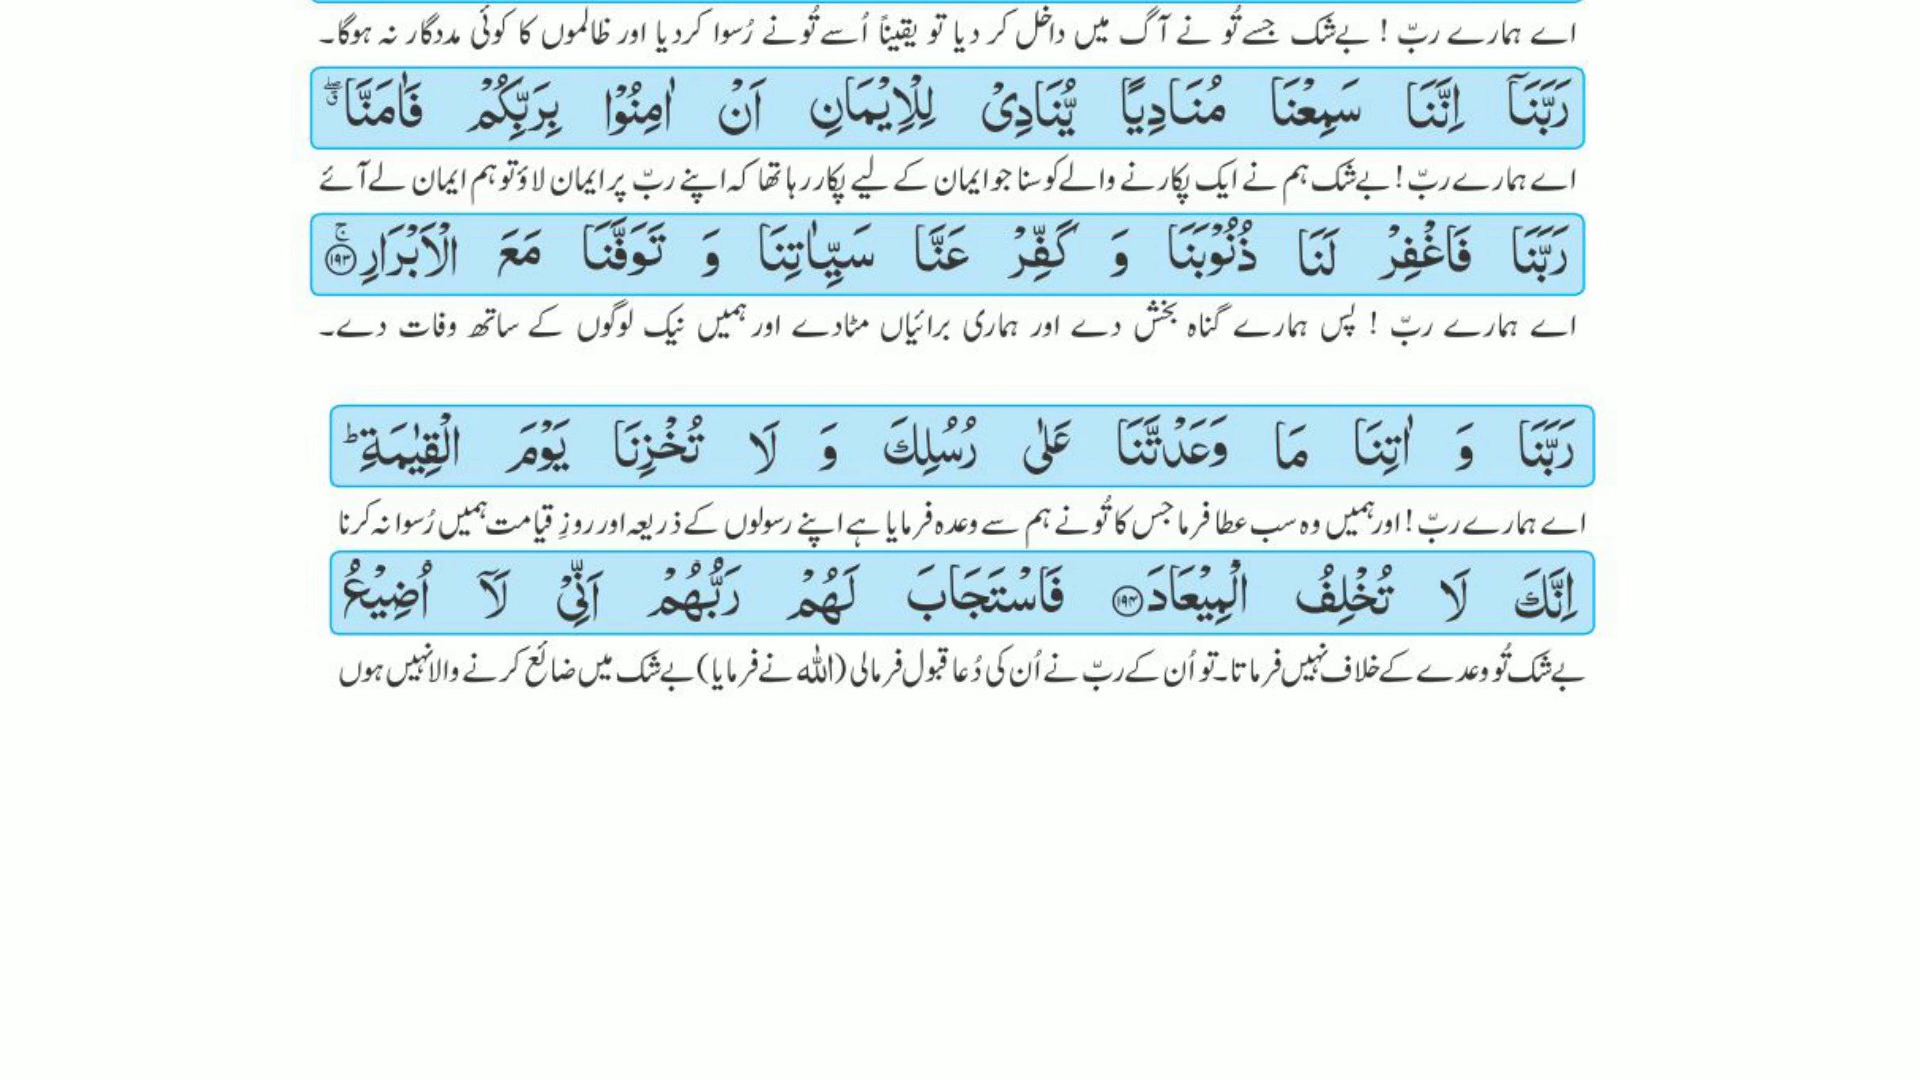 اے ہمارے ربّ ! بےشک جسے تُو نے آگ میں داخل کر دیا تو یقیناً اُسے تُو نے رُسوا کردیا اور ظالموں کا کوئی مددگار نہ ہوگا۔
رَبَّنَاۤ اِنَّنَا سَمِعْنَا مُنَادِیًا یُّنَادِیْ لِلْاِیْمَانِ اَنْ اٰمِنُوْا بِرَبِّكُمْ فَاٰمَنَّا ۖۗ
اے ہمارے ربّ! بے شک ہم نے ایک پکارنے والے کو سنا جو ایمان کے لیے پکار رہا تھا کہ اپنے ربّ پر ایمان لاؤ تو ہم ایمان لے آئے
رَبَّنَا فَاغْفِرْ لَنَا ذُنُوْبَنَا وَ كَفِّرْ عَنَّا سَیِّاٰتِنَا وَ تَوَفَّنَا مَعَ الْاَبْرَارِ ۚ۝۱۹۳
اے ہمارے ربّ ! پس ہمارے گناہ بخش دے اور ہماری برائیاں مٹادے اور ہمیں نیک لوگوں کے ساتھ وفات دے۔
رَبَّنَا وَ اٰتِنَا مَا وَعَدْتَّنَا عَلٰی رُسُلِكَ وَ لَا تُخْزِنَا یَوْمَ الْقِیٰمَةِ ؕ
اے ہمارے ربّ! اور ہمیں وہ سب عطا فرما جس کا تُو نے ہم سے وعدہ فرمایا ہے اپنے رسولوں کے ذریعہ اور روزِ قیامت ہمیں رُسوا نہ کرنا
اِنَّكَ لَا تُخْلِفُ الْمِیْعَادَ ۝۱۹۴ فَاسْتَجَابَ لَهُمْ رَبُّهُمْ اَنِّیْ لَاۤ اُضِیْعُ
بے شک تُو وعدے کے خلاف نہیں فرماتا۔ تو اُن کے ربّ نے اُن کی دُعا قبول فرمالی (اللہ نے فرمایا) بے شک میں ضائع کرنے والا نہیں ہوں